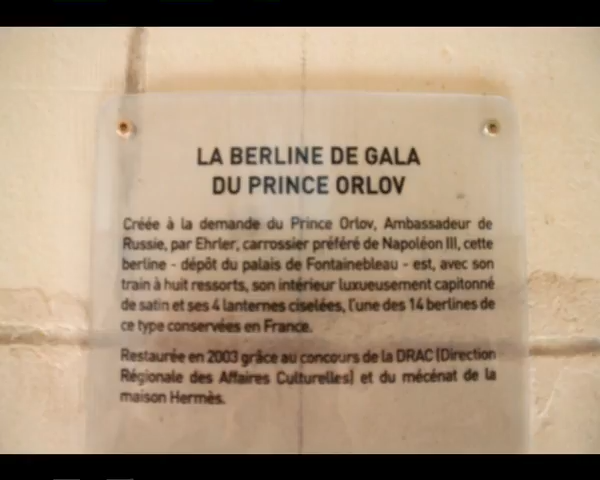 LA BERLINE DE GALA
DU PRINCE ORLOV
Créée à la demande du Prince Orlov, Ambassadeur de
Russie, par Ehrler, carrossier préféré de Napoléon III, cette
berline - dépôt du palais de Fontainebleau - est, avec son
train à huit ressorts, son intérieur luxueusement capitonné
de satin et ses 4 lanternes ciselées, l'une des 14 berlines de
ce type conservées en France.
Restaurée en 2003 grâce au concours de la DRAC (Direction
Régionale des Affaires Culturelles) et du mécénat de la
maison Hermès.